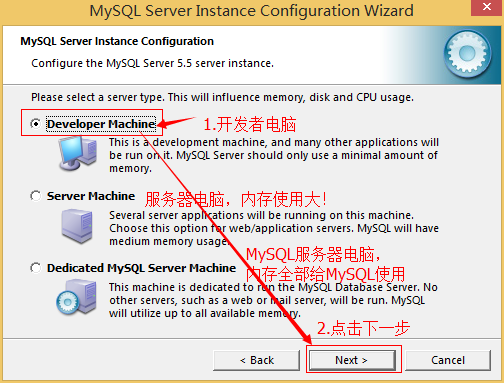 MySQL Server Instance Configuration Wizard
MySQL Server Instance Configuration
Configure the MySQL Server 5.5 server instance.
Please select a server type. This will influence memory, disk and CPU usage.
Developer Machine
1.开发者电脑
This is a development machine, and many other applications will
be run on it. MySQL Server should only use a minimal amount of
memory.
Server Machine
服务器电脑，内存使用大！
Several server applications will be running on this machine.
Choose this option for web/application servers. MySQL will have
medium memory usage.
MySQL服务器电脑，
内存全部给MySQL使用
Dedicated MySQL Server Machine
This machine is dedicated to run the MySQL Database Server. No
other servers, such as a web or mail server, will be run. MySQL
will utilize up to all available memory.
2.点击下一步
< Back
Next >
Cancel